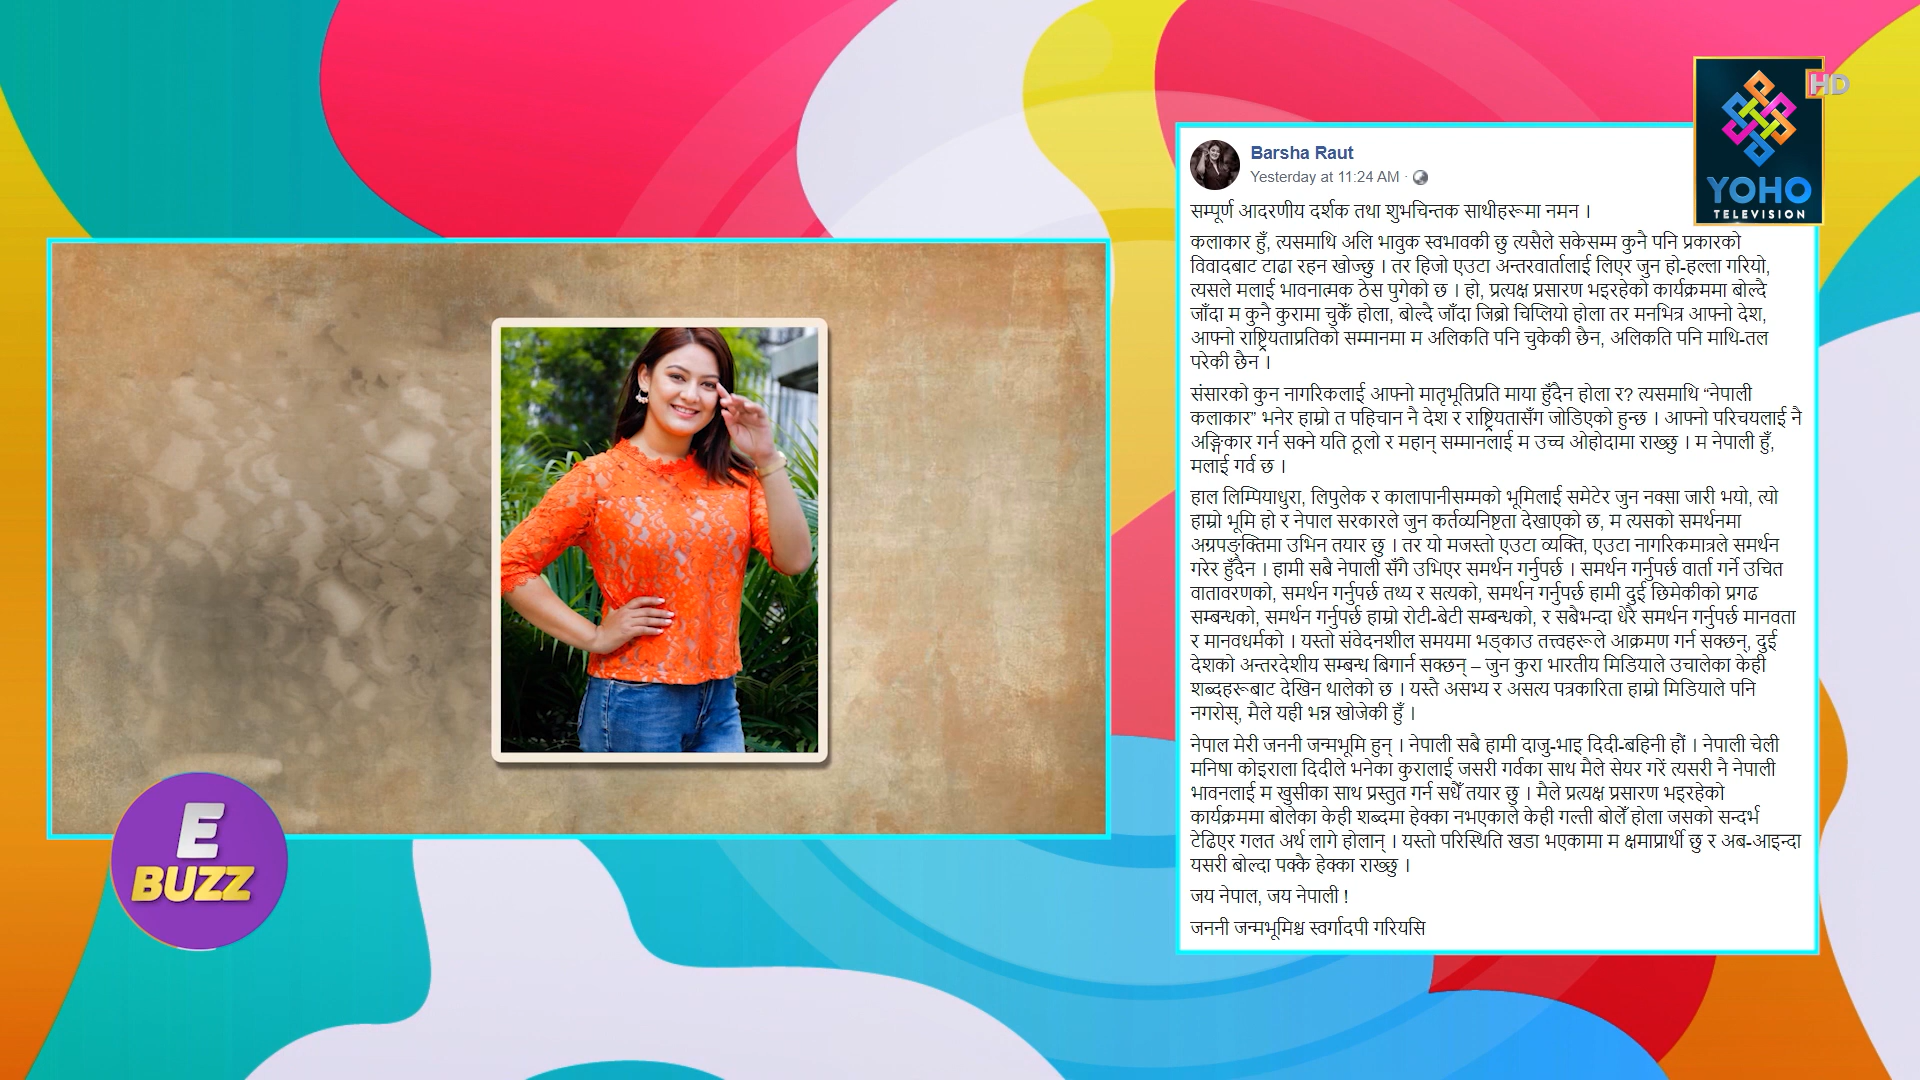 HD
YOHO
TELEVISION
Barsha Raut
Yesterday at 11:24 AM ·
सम्पूर्ण आदरणीय दर्शक तथा शुभचिन्तक साथीहरूमा नमन ।
कलाकार हुँ, त्यसमाथि अलि भावुक स्वभावकी छु त्यसैले सकेसम्म कुनै पनि प्रकारको
विवादबाट टाढा रहन खोज्छु । तर हिजो एउटा अन्तरवार्तालाई लिएर जुन हो-हल्ला गरियो,
त्यसले मलाई भावनात्मक ठेस पुगेको छ । हो, प्रत्यक्ष प्रसारण भइरहेको कार्यक्रममा बोल्दै
जाँदा म कुनै कुरामा चुकेँ होला, बोल्दै जाँदा जिब्रो चिप्लियो होला तर मनभित्र आफ्नो देश,
आफ्नो राष्ट्रियताप्रतिको सम्मानमा म अलिकति पनि चुकेकी छैन, अलिकति पनि माथि-तल
परेकी छैन ।
संसारको कुन नागरिकलाई आफ्नो मातृभूतिप्रति माया हुँदैन होला र? त्यसमाथि “नेपाली
कलाकार” भनेर हाम्रो त पहिचान नै देश र राष्ट्रियतासँग जोडिएको हुन्छ । आफ्नो परिचयलाई नै
अङ्गिकार गर्न सक्ने यति ठूलो र महान् सम्मानलाई म उच्च ओहोदामा राख्छु । म नेपाली हुँ,
मलाई गर्व छ ।
हाल लिम्पियाधुरा, लिपुलेक र कालापानीसम्मको भूमिलाई समेटेर जुन नक्सा जारी भयो, त्यो
हाम्रो भूमि हो र नेपाल सरकारले जुन कर्तव्यनिष्टता देखाएको छ, म त्यसको समर्थनमा
अग्रपङ्क्तिमा उभिन तयार छु । तर यो मजस्तो एउटा व्यक्ति, एउटा नागरिकमात्रले समर्थन
गरेर हुँदैन । हामी सबै नेपाली सँगै उभिएर समर्थन गर्नुपर्छ । समर्थन गर्नुपर्छ वार्ता गर्ने उचित
वातावरणको, समर्थन गर्नुपर्छ तथ्य र सत्यको, समर्थन गर्नुपर्छ हामी दुई छिमेकीको प्रगढ
सम्बन्धको, समर्थन गर्नुपर्छ हाम्रो रोटी-बेटी सम्बन्धको, र सबैभन्दा धेरै समर्थन गर्नुपर्छ मानवता
र मानवधर्मको । यस्तो संवेदनशील समयमा भड्काउ तत्त्वहरूले आक्रमण गर्न सक्छन्, दुई
देशको अन्तरदेशीय सम्बन्ध बिगार्न सक्छन् – जुन कुरा भारतीय मिडियाले उचालेका केही
शब्दहरूबाट देखिन थालेको छ । यस्तै असभ्य र असत्य पत्रकारिता हाम्रो मिडियाले पनि
नगरोस्, मैले यही भन्न खोजेकी हुँ ।
नेपाल मेरी जननी जन्मभूमि हुन् । नेपाली सबै हामी दाजु-भाइ दिदी-बहिनी हौं । नेपाली चेली
मनिषा कोइराला दिदीले भनेका कुरालाई जसरी गर्वका साथ मैले सेयर गरें त्यसरी नै नेपाली
भावनलाई म खुसीका साथ प्रस्तुत गर्न सधैँ तयार छु । मैले प्रत्यक्ष प्रसारण भइरहेको
कार्यक्रममा बोलेका केही शब्दमा हेक्का नभएकाले केही गल्ती बोलेँ होला जसको सन्दर्भ
टेढिएर गलत अर्थ लागे होलान् । यस्तो परिस्थिति खडा भएकामा म क्षमाप्रार्थी छु र अब-आइन्दा
यसरी बोल्दा पक्कै हेक्का राख्छु ।
जय नेपाल, जय नेपाली !
जननी जन्मभूमिश्च स्वर्गादपी गरियसि
E
BUZZ